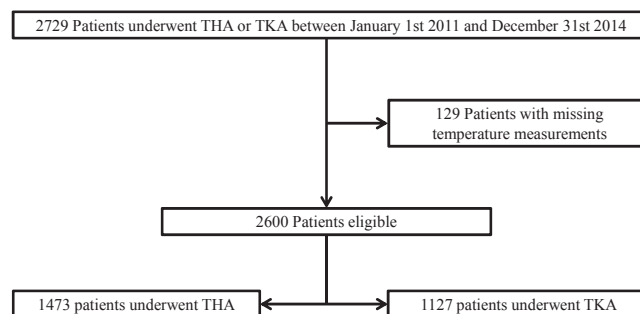 2729 Patients underwent THA or TKA between January 1st 2011 and December 31st 2014
129 Patients with missing
temperature measurements
2600 Patients eligible
1473 patients underwent THA
1127 patients underwent TKA